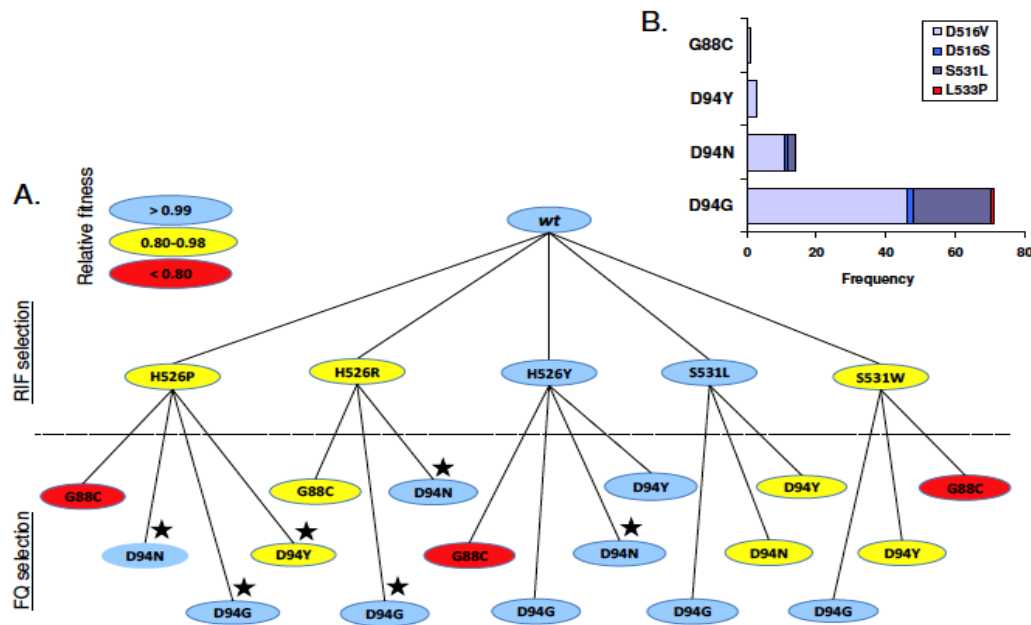 B.
G88C
D94Y
D94N
D94G
D516V
D516S
S531L
L533P
0 20 40 60 80
Frequency
A.
Relative fitness
> 0.99
0.80-0.98
< 0.80
wt
RIF selection
H526P H526R H526Y S531L S531W
FQ selection
G88C G88C D94N D94Y D94Y G88C
D94N D94Y G88C D94N D94N D94Y
D94G D94G D94G D94G D94G